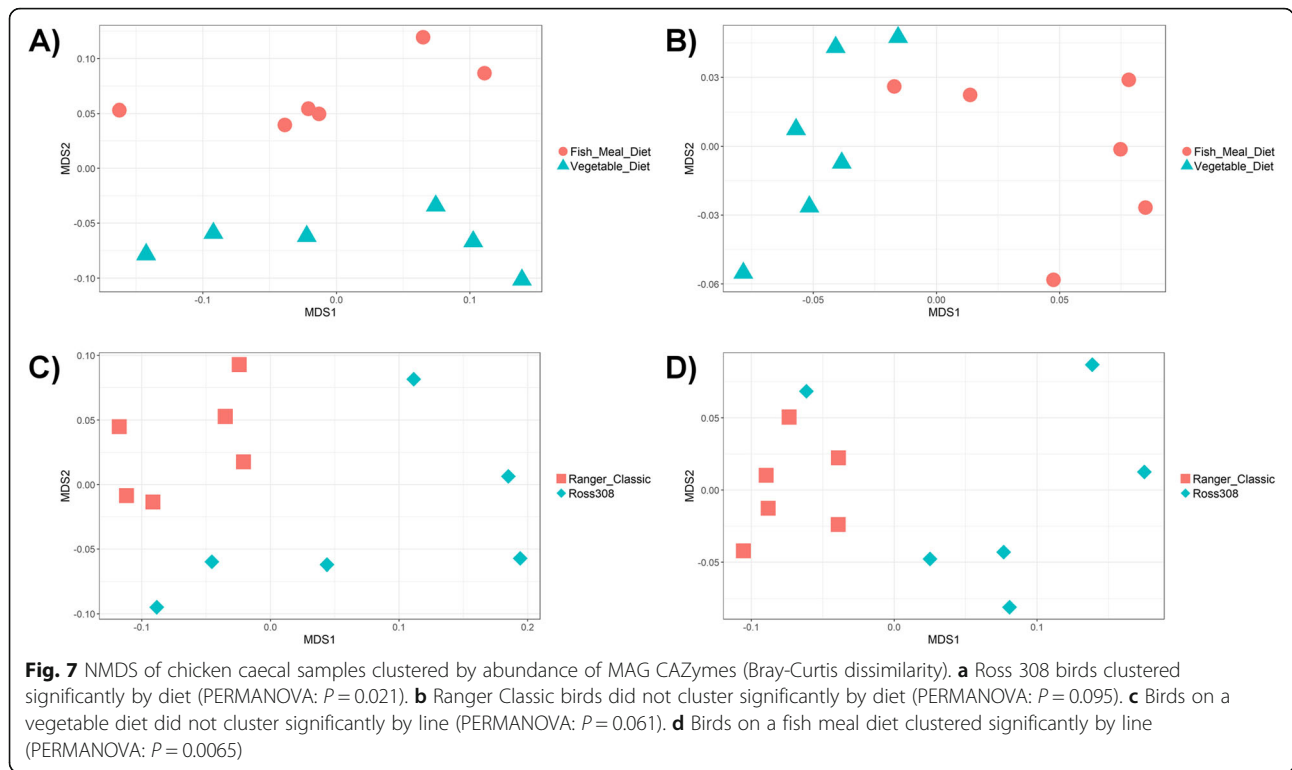 A)
0.10
0.05
0.00
-0.05
-0.10
MDS2
-0.1
0.0
0.1
MDS1
Fish_Meal_Diet
Vegetable_Diet
B)
0.03
0.00
-0.03
-0.06
MDS2
-0.05
0.00
0.05
MDS1
Fish_Meal_Diet
Vegetable_Diet
C)
0.10
0.05
0.00
-0.05
-0.10
MDS2
-0.1
0.0
0.1
0.2
MDS1
Ranger_Classic
Ross308
D)
0.05
0.00
-0.05
MDS2
-0.1
0.0
0.1
MDS1
Ranger_Classic
Ross308
Fig. 7 NMDS of chicken caecal samples clustered by abundance of MAG CAZymes (Bray-Curtis dissimilarity). a Ross 308 birds clustered
significantly by diet (PERMANOVA: P = 0.021). b Ranger Classic birds did not cluster significantly by diet (PERMANOVA: P = 0.095). c Birds on a
vegetable diet did not cluster significantly by line (PERMANOVA: P = 0.061). d Birds on a fish meal diet clustered significantly by line
(PERMANOVA: P = 0.0065)